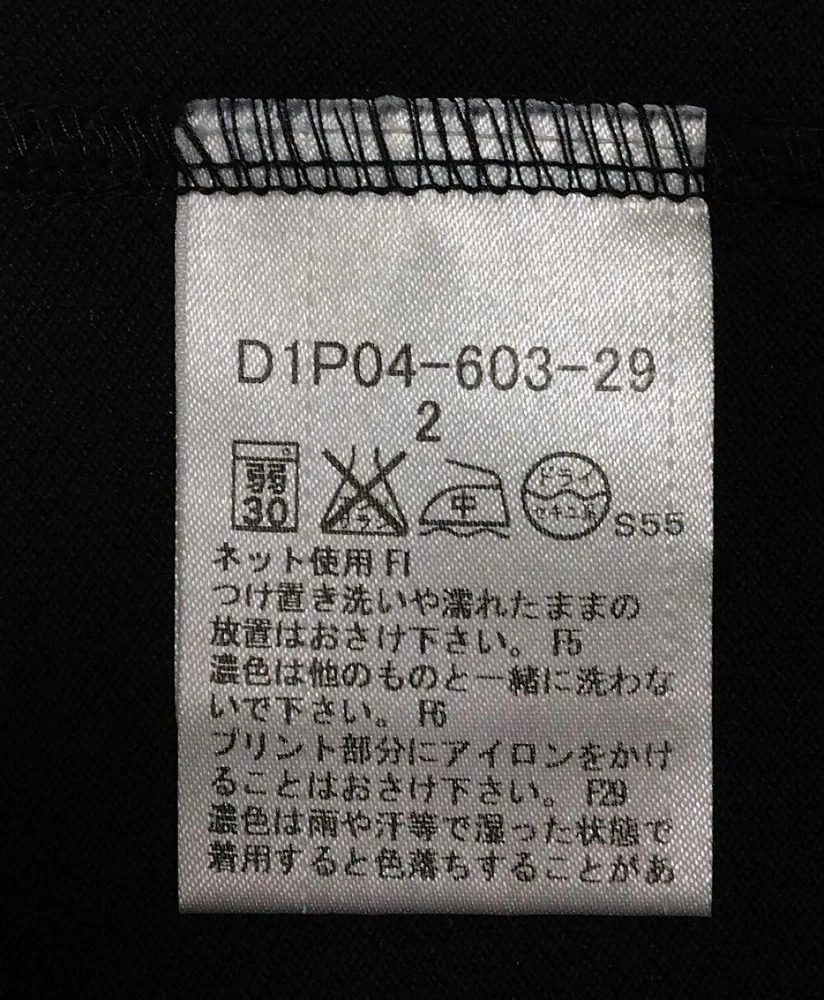 D1P04-603-29
2
弱
30
中
ドライ
セキユ系
S55
ネット使用 F1
つけ置き洗いや濡れたままの
放置はおさけ下さい。 F5
濃色は他のものと一緒に洗わな
いで下さい。 F6
プリント部分にアイロンをかけ
ることはおさけ下さい。 F29
濃色は雨や汗等で湿った状態で
着用すると色落ちすることがあ